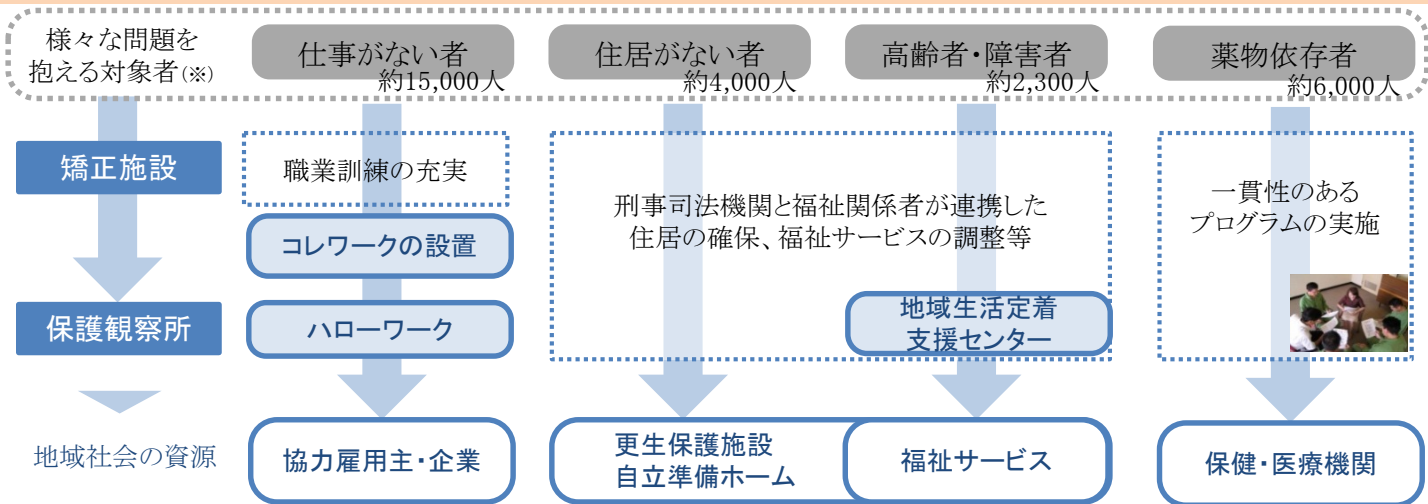 様々な問題を
抱える対象者(※)
仕事がない者
約15,000人
住居がない者
約4,000人
高齢者・障害者
約2,300人
薬物依存者
約6,000人
矯正施設
職業訓練の充実
コレワークの設置
刑事司法機関と福祉関係者が連携した
住居の確保、福祉サービスの調整等
一貫性のある
プログラムの実施
保護観察所
ハローワーク
地域生活定着
支援センター
地域社会の資源
協力雇用主・企業
更生保護施設
自立準備ホーム
福祉サービス
保健・医療機関